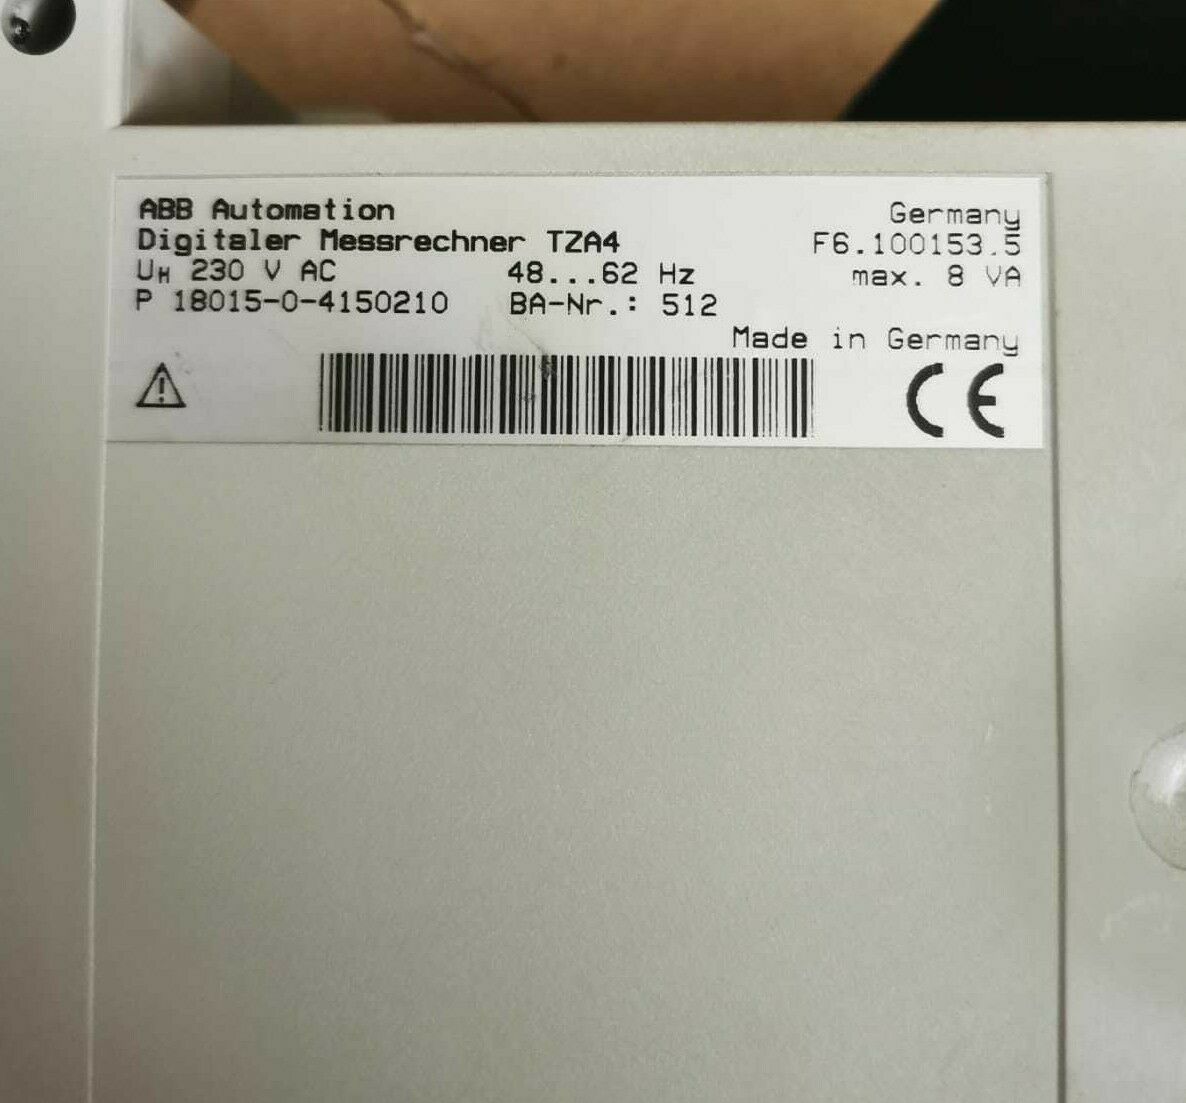 ABB Automation Germany
Digitaler Messrechner TZA4 F6.100153.5
UH 230 V AC 48...62 Hz max. 8 VA
P 18015-0-4150210 BA-Nr.: 512
Made in Germany
CE